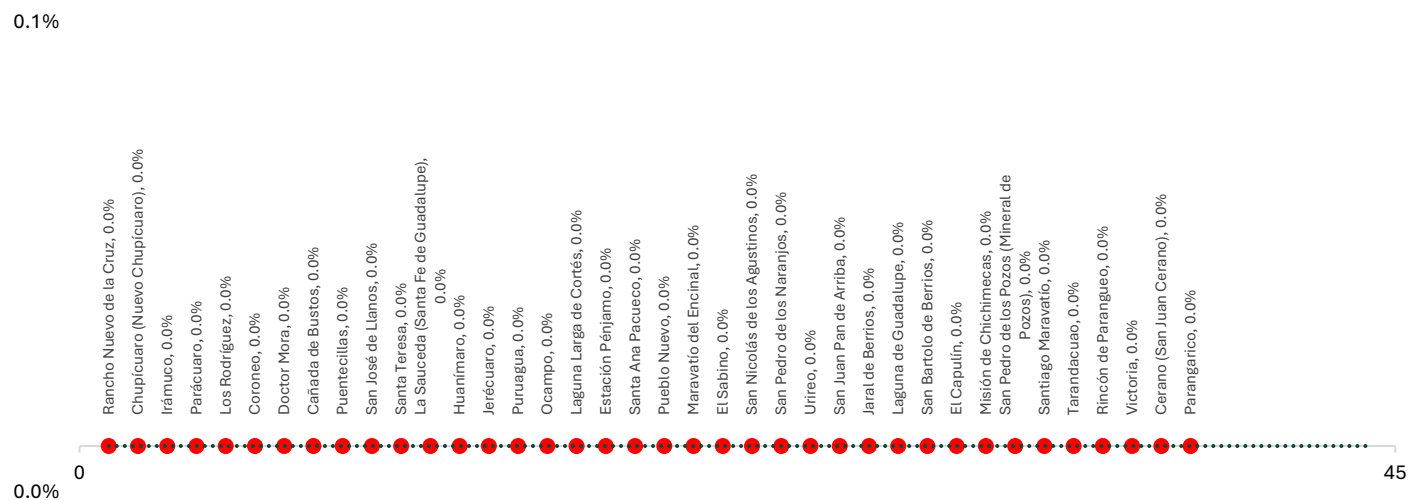 0.1%
Rancho Nuevo de la Cruz, 0.0%
Chupícuaro (Nuevo Chupícuaro), 0.0%
Irámuco, 0.0%
Parácuaro, 0.0%
Los Rodríguez, 0.0%
Coroneo, 0.0%
Doctor Mora, 0.0%
Cañada de Bustos, 0.0%
Puentecillas, 0.0%
San José de Llanos, 0.0%
Santa Teresa, 0.0%
La Sauceda (Santa Fe de Guadalupe),
0.0%
Huanímaro, 0.0%
Jerécuaro, 0.0%
Puruagua, 0.0%
Ocampo, 0.0%
Laguna Larga de Cortés, 0.0%
Estación Pénjamo, 0.0%
Santa Ana Pacueco, 0.0%
Pueblo Nuevo, 0.0%
Maravatío del Encinal, 0.0%
El Sabino, 0.0%
San Nicolás de los Agustinos, 0.0%
San Pedro de los Naranjos, 0.0%
Urireo, 0.0%
San Juan Pan de Arriba, 0.0%
Jaral de Berrios, 0.0%
Laguna de Guadalupe, 0.0%
San Bartolo de Berrios, 0.0%
El Capulín, 0.0%
Misión de Chichimecas, 0.0%
San Pedro de los Pozos (Mineral de
Pozos), 0.0%
Santiago Maravatío, 0.0%
Tarandacuao, 0.0%
Rincón de Parangueo, 0.0%
Victoria, 0.0%
Cerano (San Juan Cerano), 0.0%
Parangarico, 0.0%
0.0%
0
45